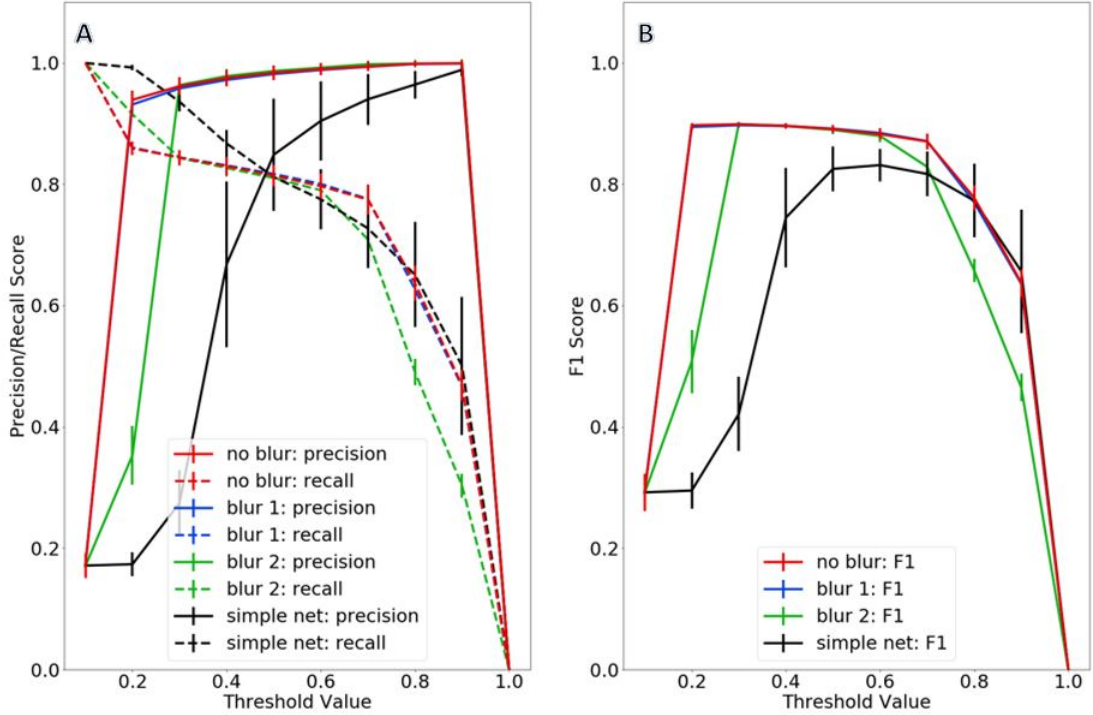 A
Precision/Recall Score
1.0
0.8
0.6
0.4
0.2
0.0
no blur: precision
no blur: recall
blur 1: precision
blur 1: recall
blur 2: precision
blur 2: recall
simple net: precision
simple net: recall
0.2 0.4 0.6 0.8 1.0
Threshold Value
B
F1 Score
1.0
0.8
0.6
0.4
0.2
0.0
no blur: F1
blur 1: F1
blur 2: F1
simple net: F1
0.2 0.4 0.6 0.8 1.0
Threshold Value